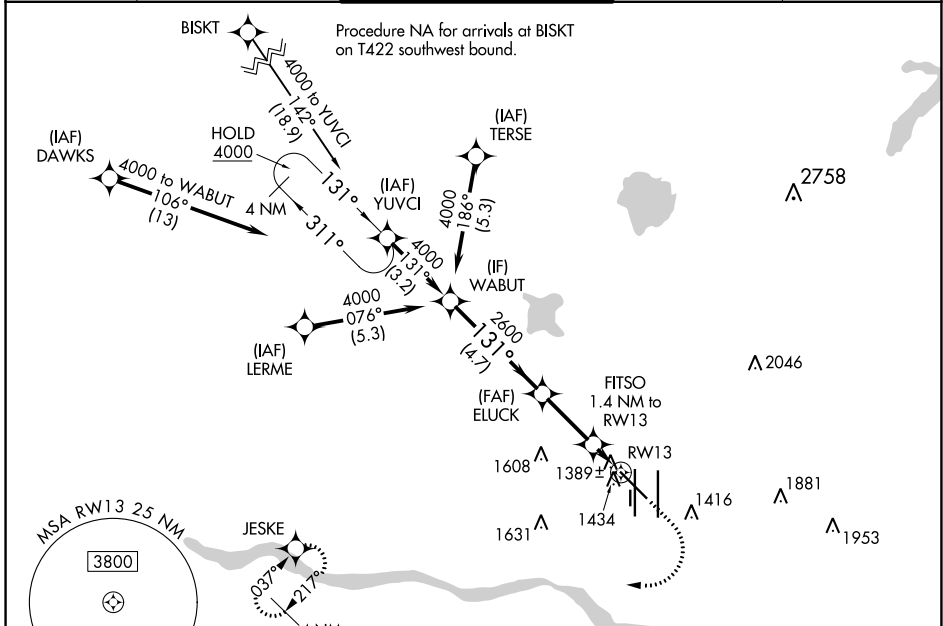 BISKT
Procedure NA for arrivals at BISKT
on T422 southwest bound.
4000 to YUVCI
142°
(18.9)
(IAF)
TERSE
HOLD
4000
(IAF)
DAWKS
4000 to WABUT
106°
(13)
131°
4 NM
311°
(IAF)
YUVCI
4000
186°
(5.3)
2758
4000
131°
(3.2)
(IF)
WABUT
4000
076°
(5.3)
(IAF)
LERME
2600
131°
(4.7)
2046
(FAF)
ELUCK
FITSO
1.4 NM to
RW13
RW13
1608
1389±
1434
1416
1881
1631
1953
MSA RW13 25 NM
3800
JESKE
037°
217°